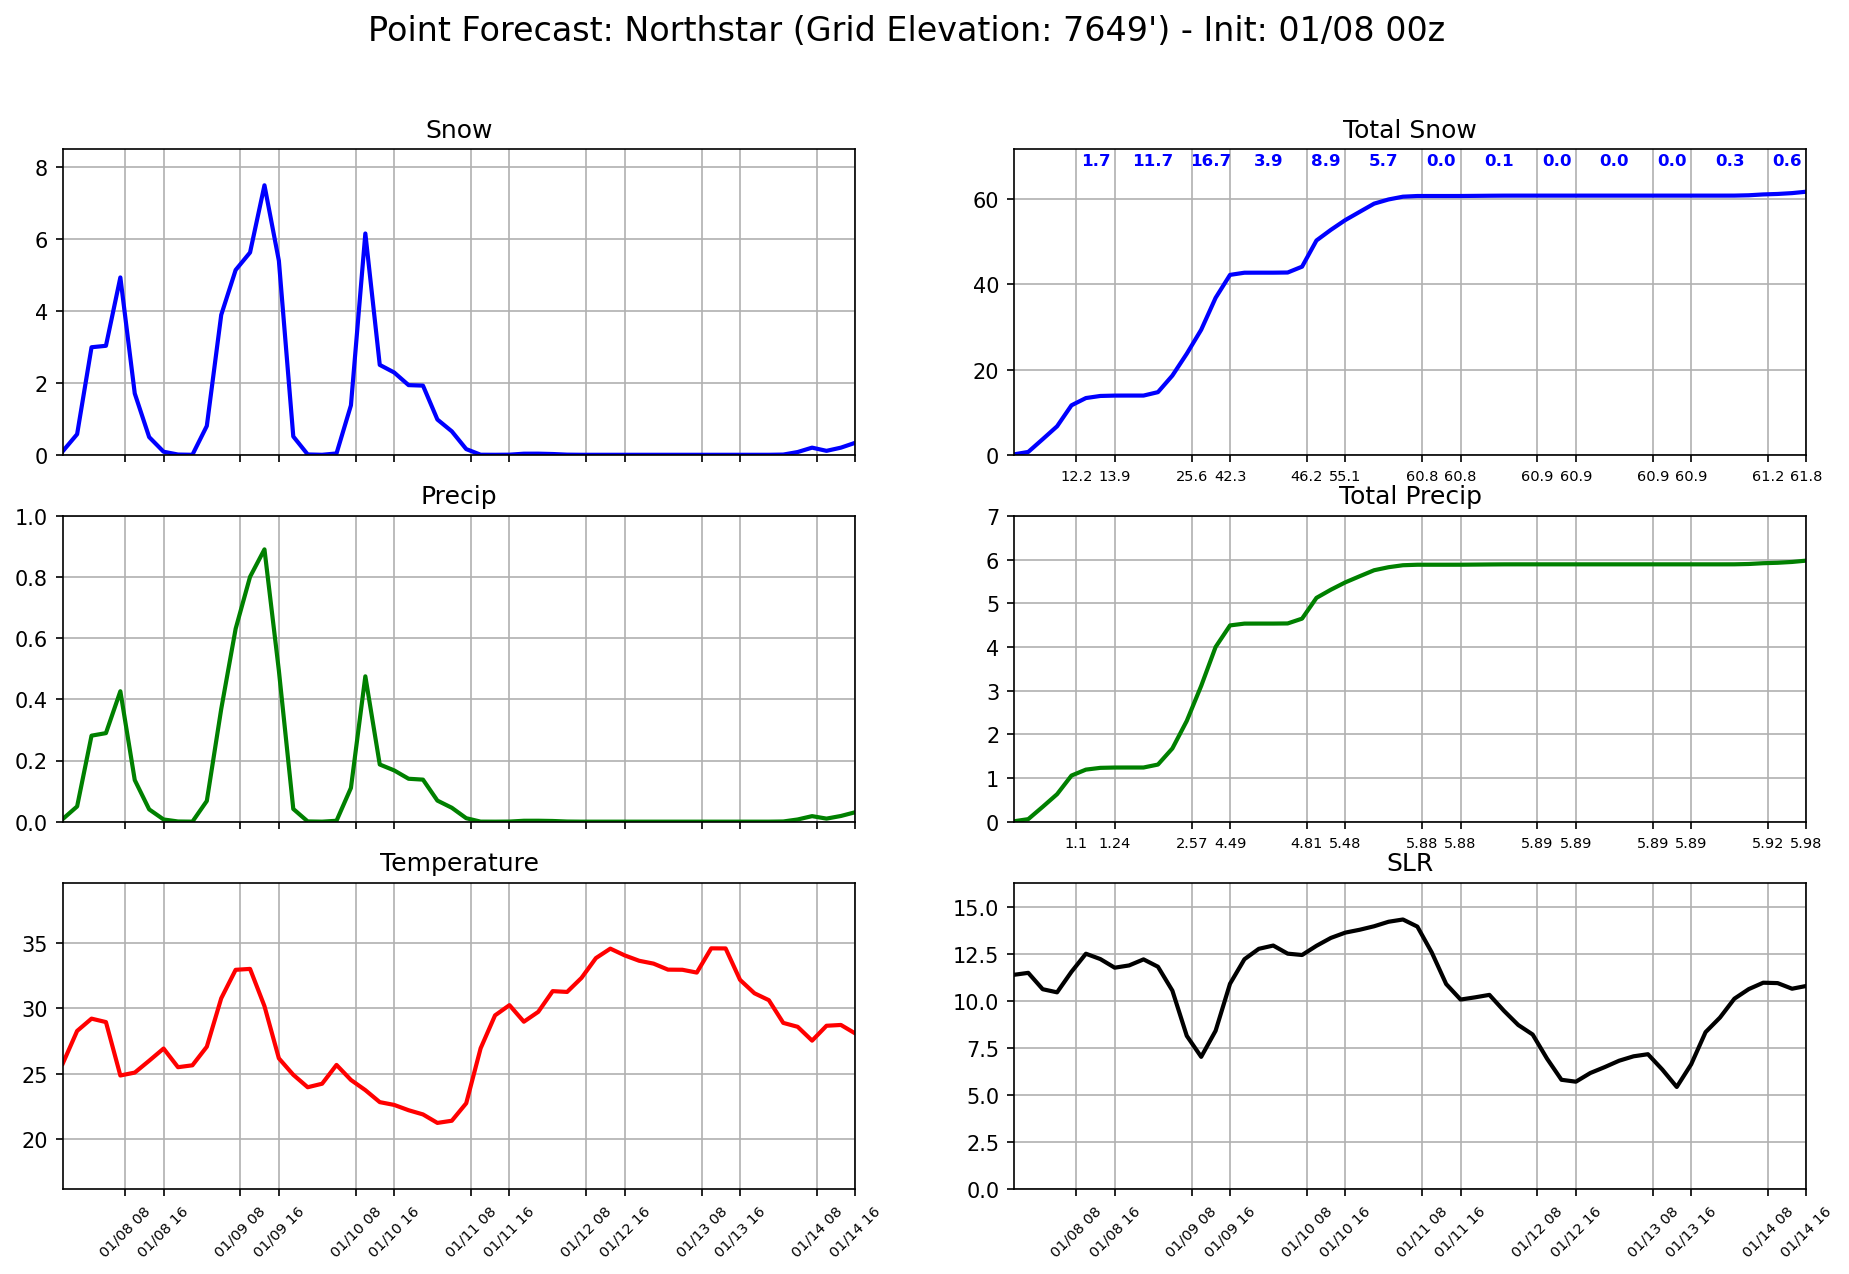 Point Forecast: Northstar (Grid Elevation: 7649') - Init: 01/08 00z
Snow
8
6
4
2
0
Total Snow
1.7 11.7 16.7 3.9 8.9 5.7 0.0 0.1 0.0 0.0 0.0 0.3 0.6
60
40
20
0
12.2 13.9 25.6 42.3 46.2 55.1 60.8 60.8 60.9 60.9 60.9 60.9 61.2 61.8
Precip
1.0
0.8
0.6
0.4
0.2
0.0
Total Precip
7
6
5
4
3
2
1
0
1.1 1.24 2.57 4.49 4.81 5.48 5.88 5.88 5.89 5.89 5.89 5.89 5.92 5.98
Temperature
35
30
25
20
01/08 08 01/08 16 01/09 08 01/09 16 01/10 08 01/10 16 01/11 08 01/11 16 01/12 08 01/12 16 01/13 08 01/13 16 01/14 08 01/14 16
SLR
15.0
12.5
10.0
7.5
5.0
2.5
0.0
01/08 08 01/08 16 01/09 08 01/09 16 01/10 08 01/10 16 01/11 08 01/11 16 01/12 08 01/12 16 01/13 08 01/13 16 01/14 08 01/14 16